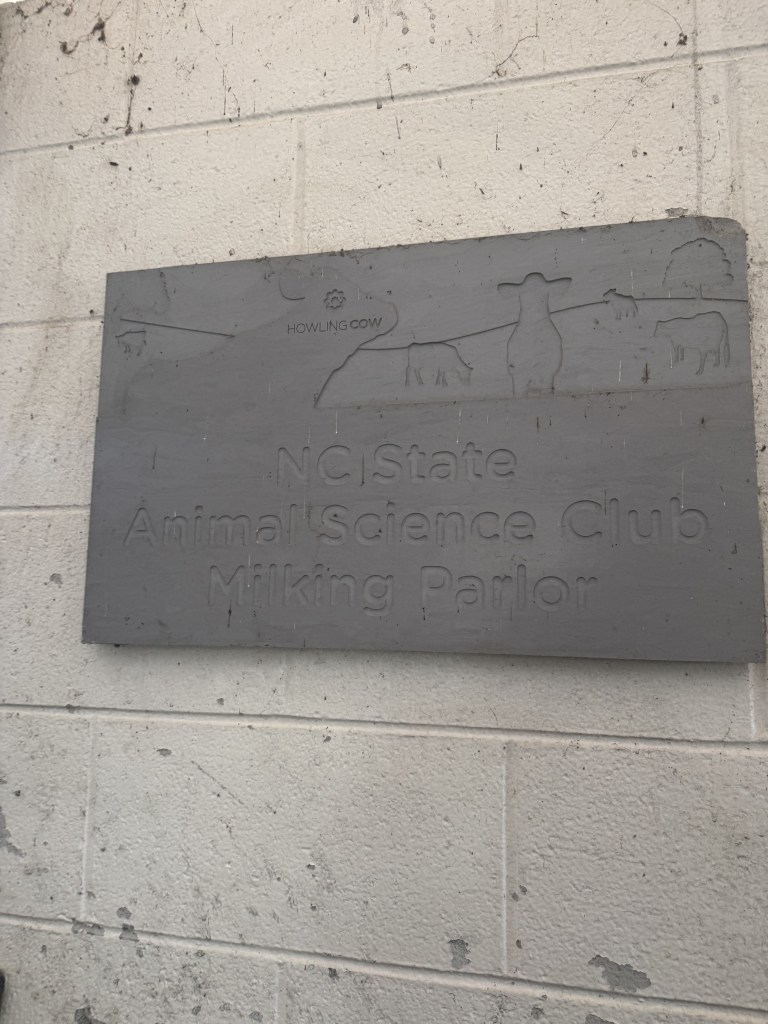 HOWLING COW
NC State
Animal Science Club
Milking Parlor